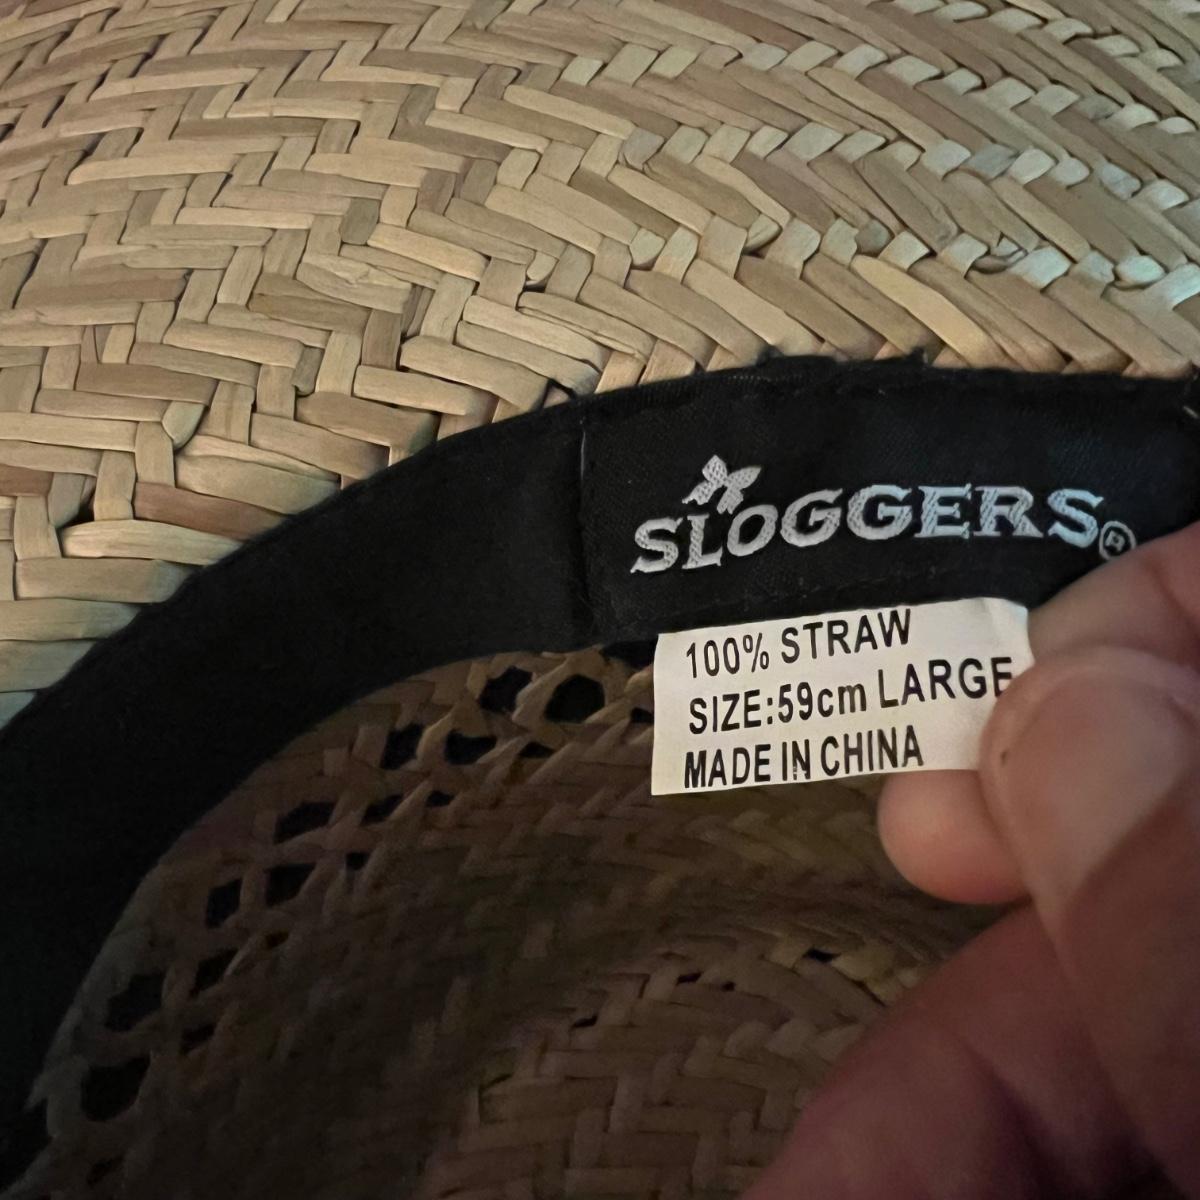 SLOGGERS®
100% STRAW
SIZE:59cm LARGE
MADE IN CHINA